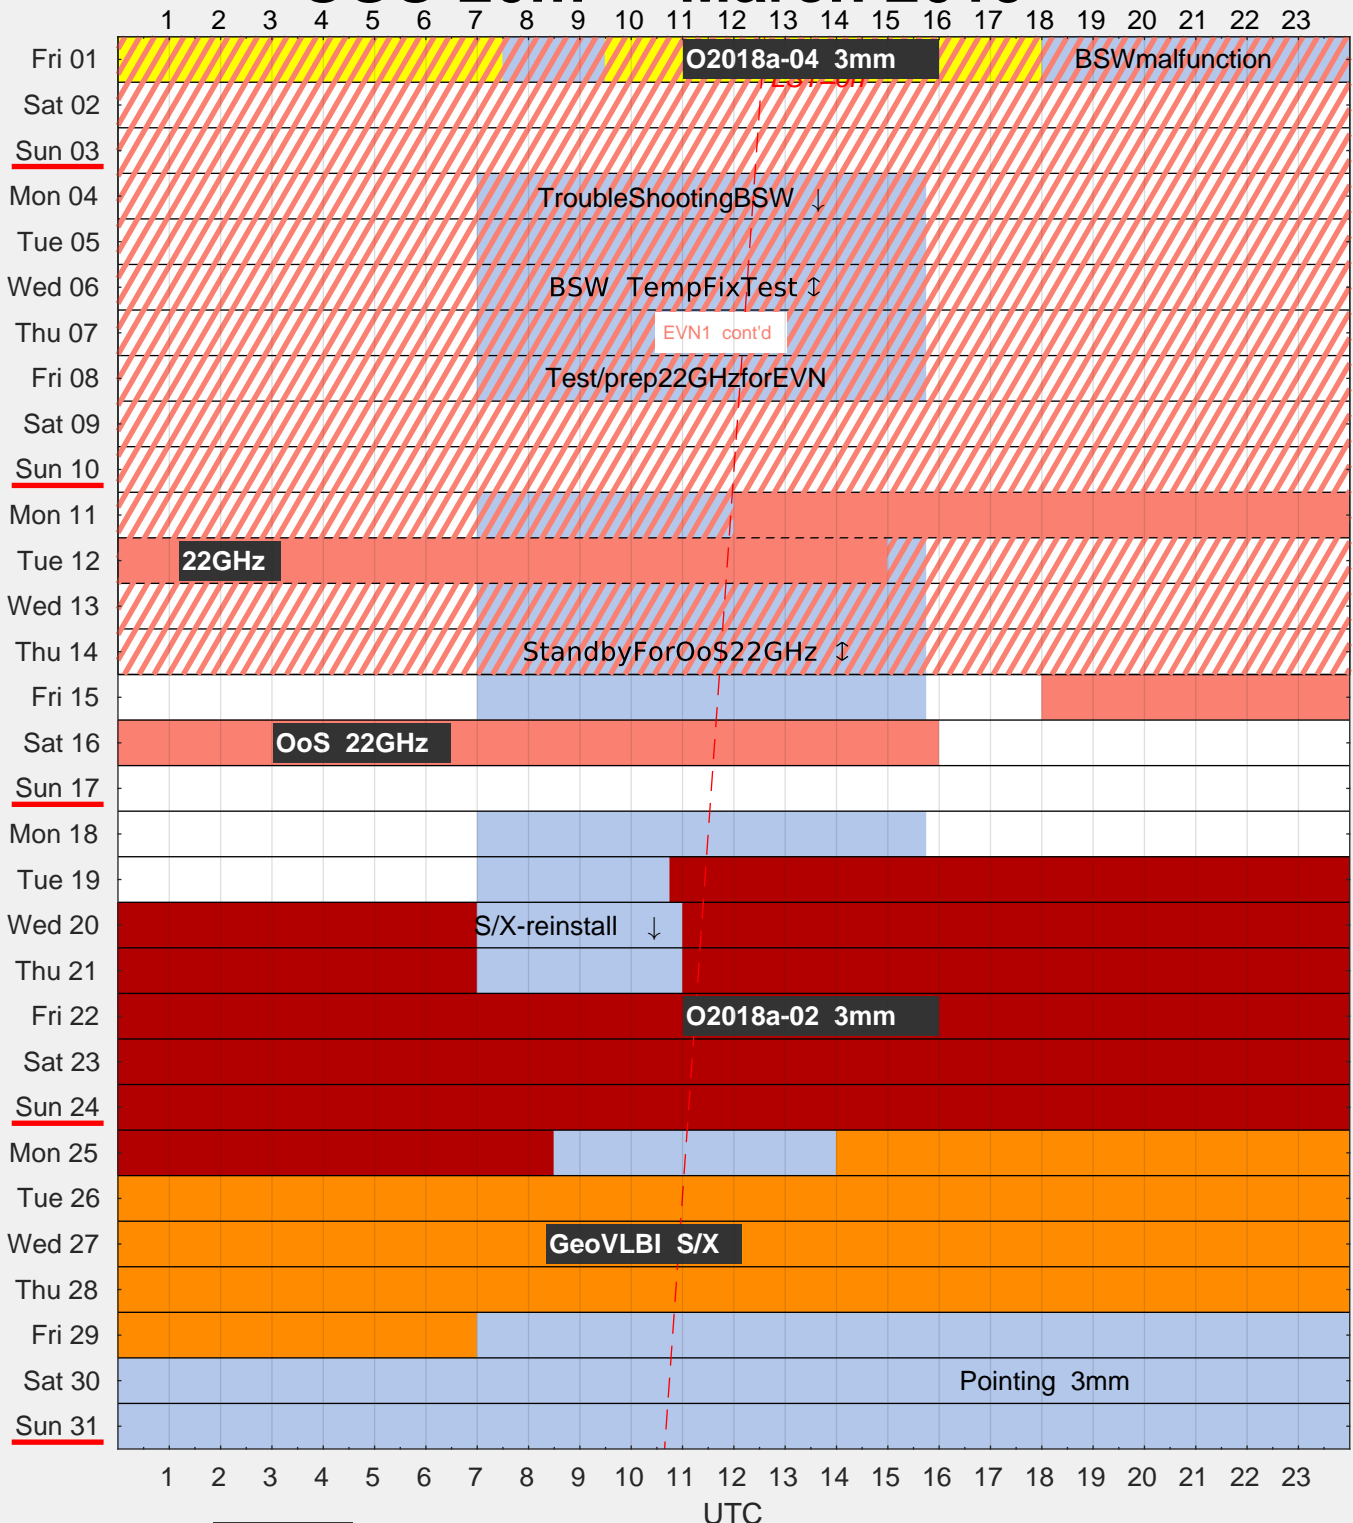 1 2 3 4 5 6 7 8 9 10 11 12 13 14 15 16 17 18 19 20 21 22 23
Fri 01 O2018a-04 3mm BSWmalfunction
Sat 02
Sun 03
Mon 04 TroubleShootingBSW ↓
Tue 05
Wed 06 BSW TempFixTest ↕
Thu 07 EVN1 cont'd
Fri 08 Test/prep22GHzforEVN
Sat 09
Sun 10
Mon 11
Tue 12 22GHz
Wed 13
Thu 14 StandbyForOoS22GHz ↕
Fri 15
Sat 16 OoS 22GHz
Sun 17
Mon 18
Tue 19
Wed 20 S/X-reinstall ↓
Thu 21
Fri 22 O2018a-02 3mm
Sat 23
Sun 24
Mon 25
Tue 26
Wed 27 GeoVLBI S/X
Thu 28
Fri 29
Sat 30 Pointing 3mm
Sun 31
1 2 3 4 5 6 7 8 9 10 11 12 13 14 15 16 17 18 19 20 21 22 23
UTC